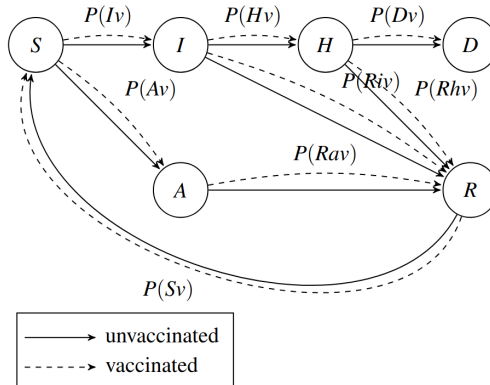 P(Iv) P(Hv) P(Dv)
S I H D
P(Av) P(Riv) P(Rhv)
P(Rav)
A R
P(Sv)
unvaccinated
vaccinated